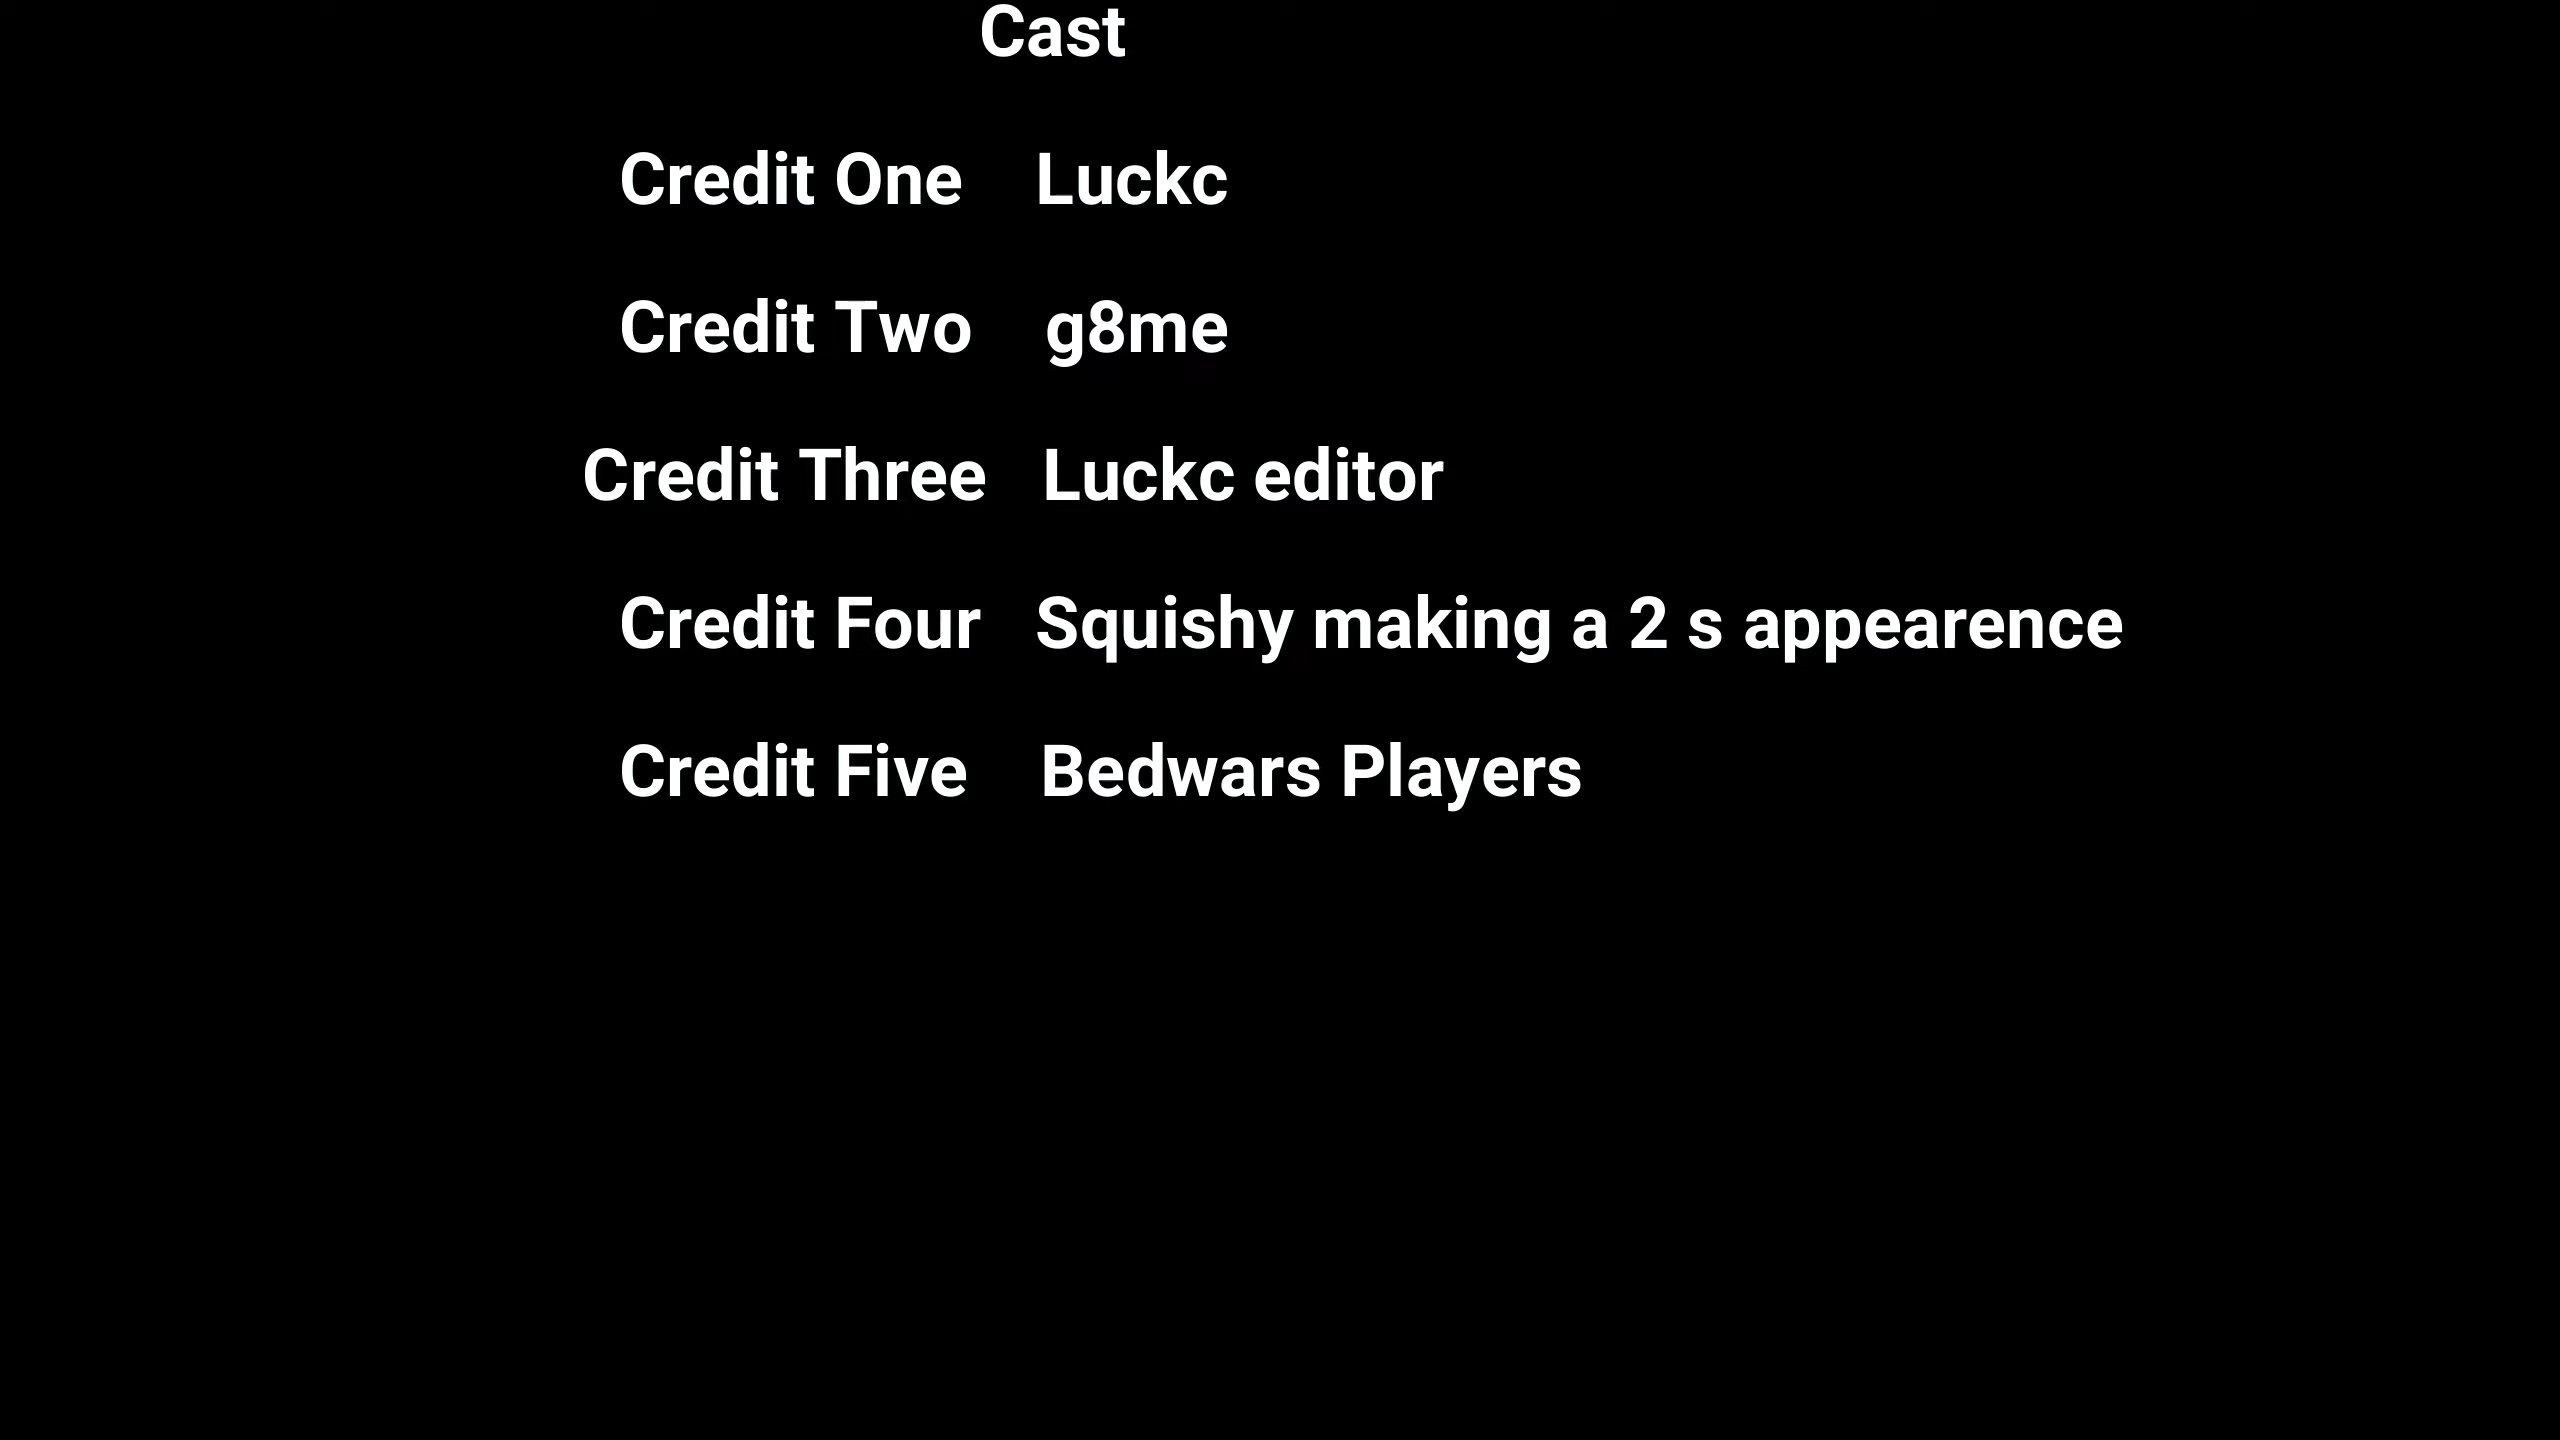 Cast
Credit One Luckc
Credit Two g8me
Credit Three Luckc editor
Credit Four Squishy making a 2 s appearence
Credit Five Bedwars Players